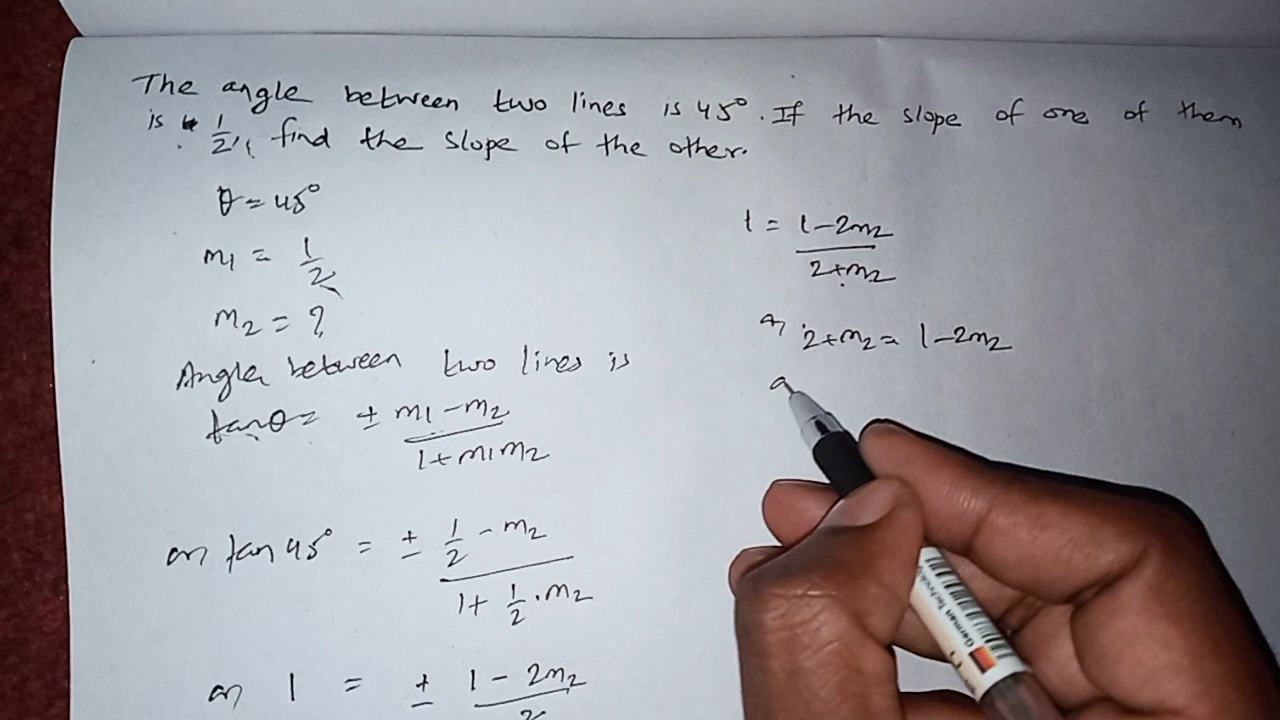 The angle between two lines is 45°. If the slope of one of them
is 1/2, find the slope of the other.
θ = 45°
m1 = 1/2
m2 = ?
Angle between two lines is
tanθ = ± (m1 - m2)/(1 + m1m2)
or tan 45° = ± (1/2 - m2)/(1 + 1/2 . m2)
or 1 = ± (1 - 2m2)/
1 = (1 - 2m2)/(2 + m2)
or 2 + m2 = 1 - 2m2
German Technology